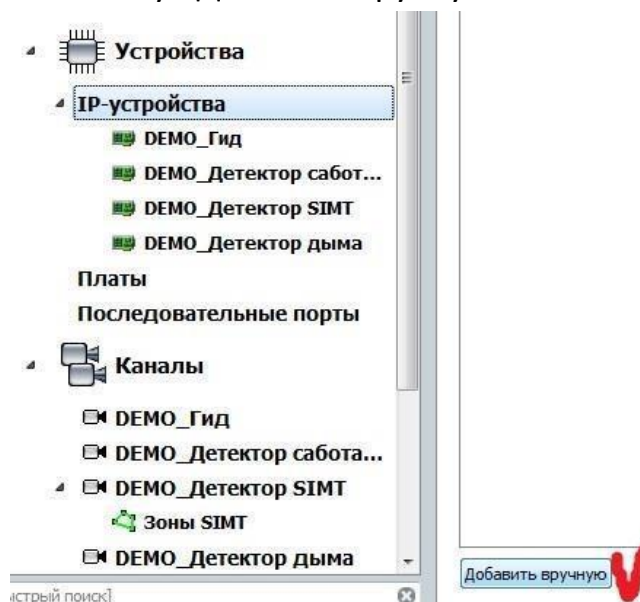 Устройства
IP-устройства
DEMO_Гид
DEMO_Детектор сабот...
DEMO_Детектор SIMT
DEMO_Детектор дыма
Платы
Последовательные порты
Каналы
DEMO_Гид
DEMO_Детектор сабота...
DEMO_Детектор SIMT
Зоны SIMT
DEMO_Детектор дыма
Добавить вручную